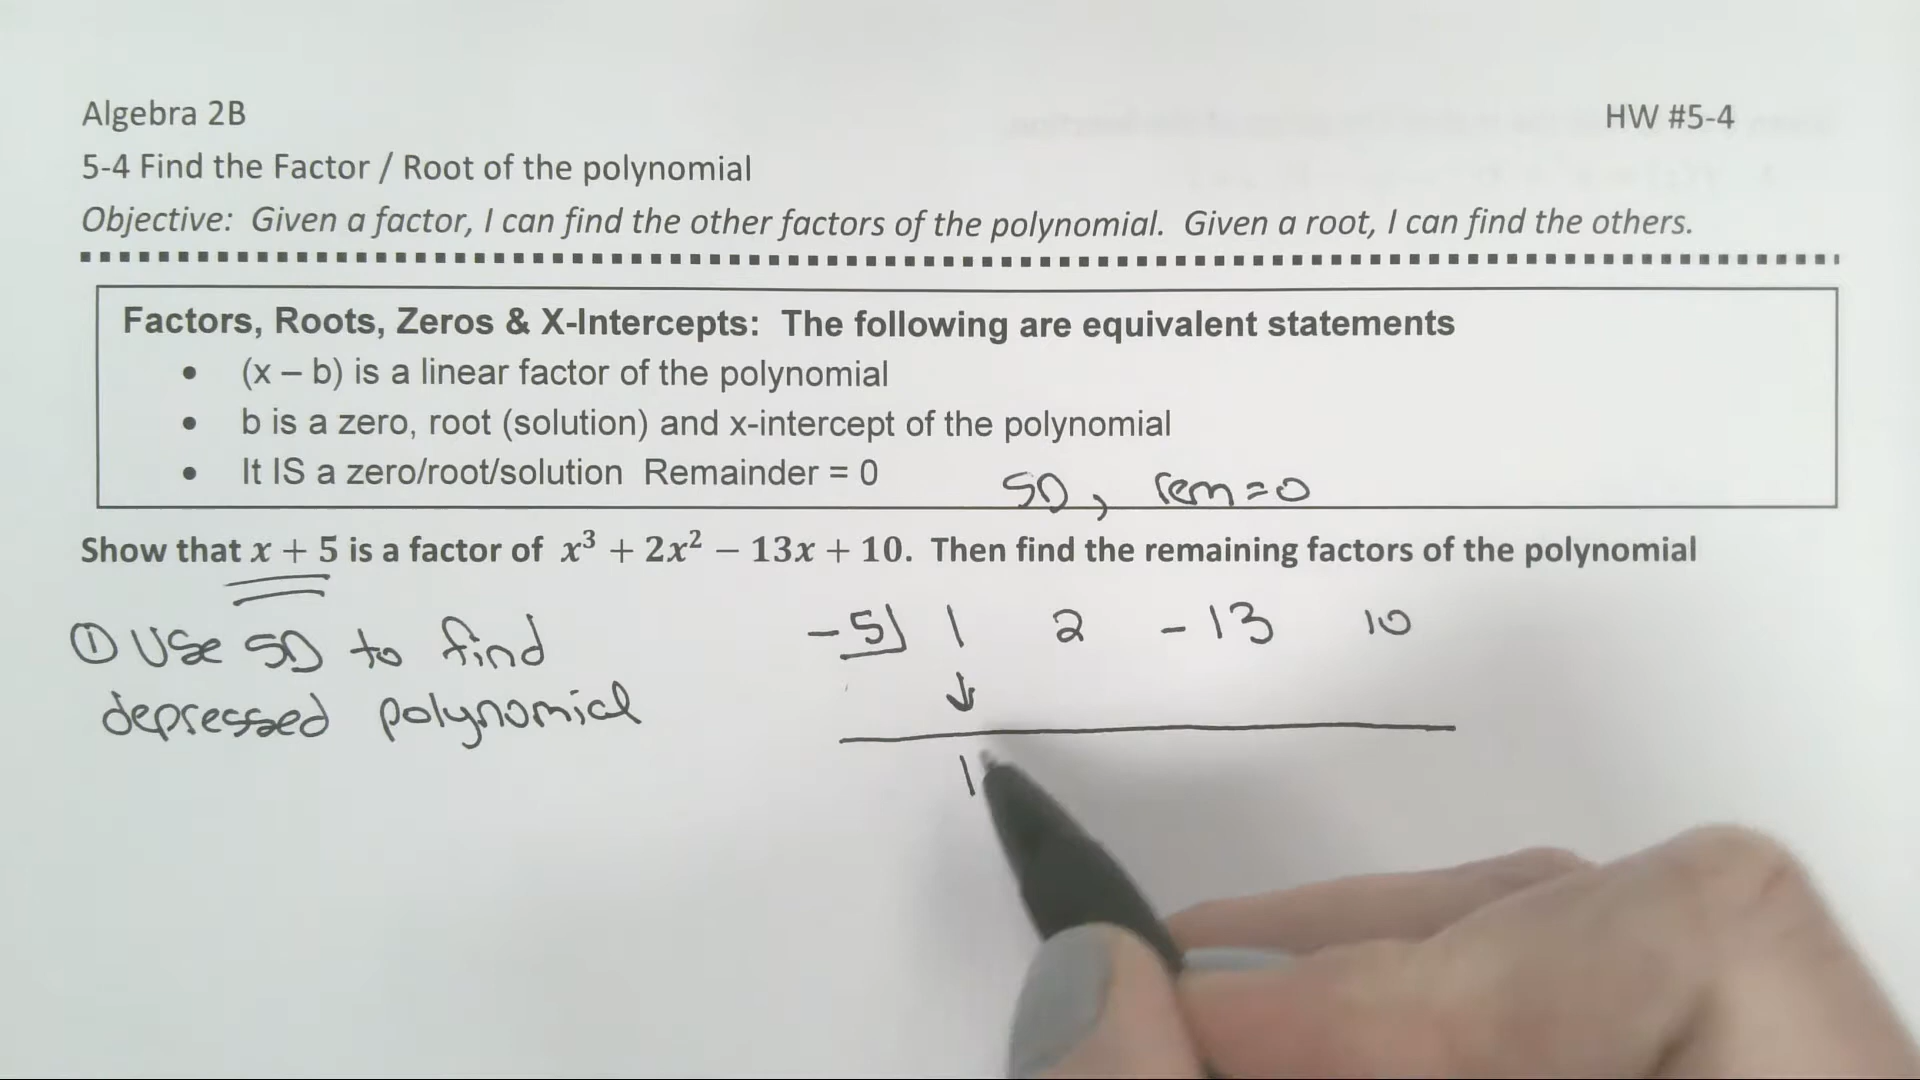 Algebra 2B HW #5-4
5-4 Find the Factor / Root of the polynomial
Objective: Given a factor, I can find the other factors of the polynomial. Given a root, I can find the others.
Factors, Roots, Zeros & X-Intercepts: The following are equivalent statements
• (x – b) is a linear factor of the polynomial
• b is a zero, root (solution) and x-intercept of the polynomial
• It IS a zero/root/solution Remainder = 0
SD, rem=0
Show that x + 5 is a factor of x³ + 2x² − 13x + 10. Then find the remaining factors of the polynomial
① Use SD to find
depressed polynomial
-5| 1 2 -13 10
↓
1